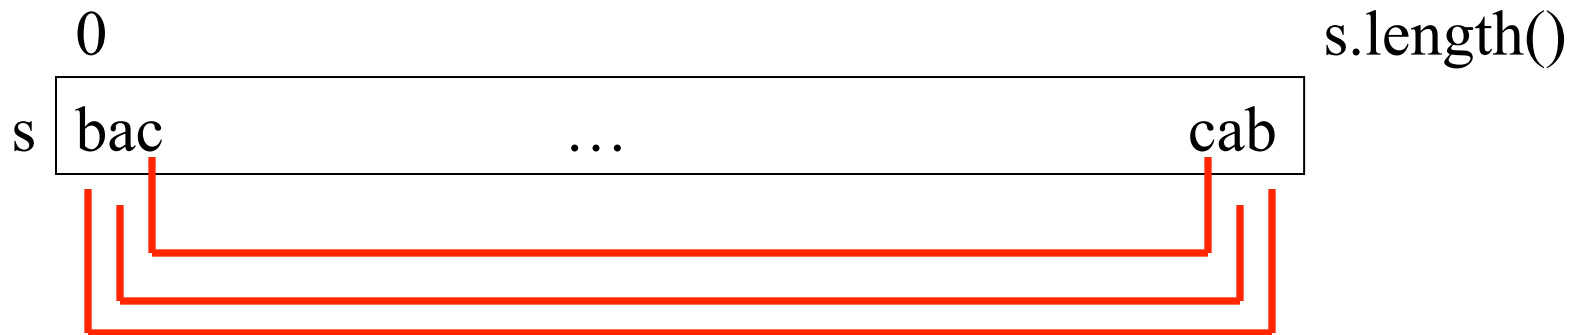 0 s.length()
s bac … cab